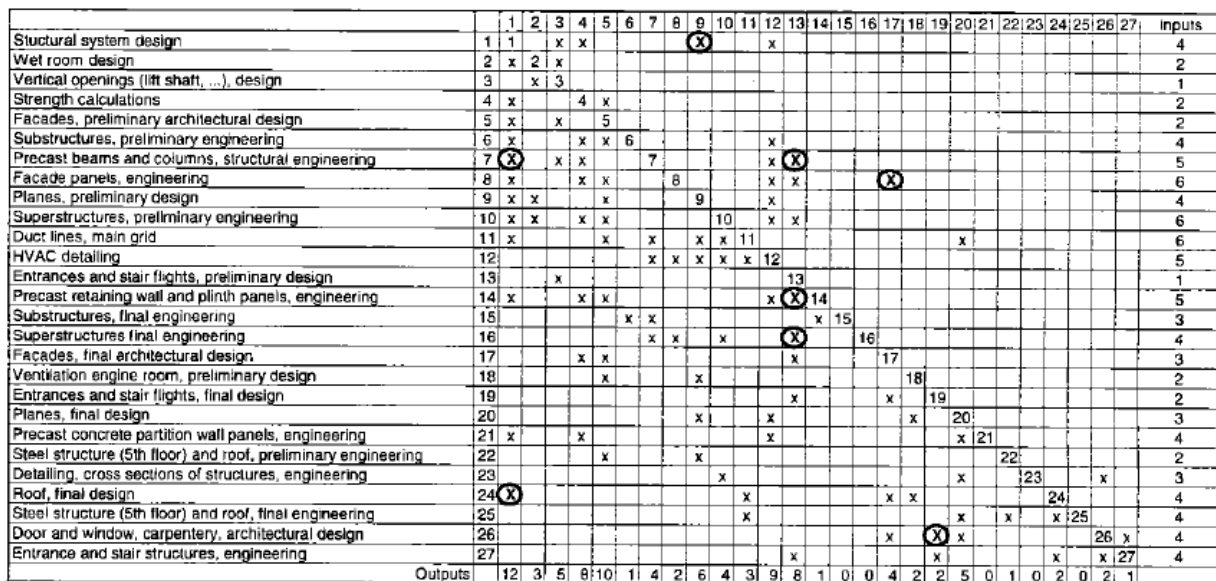 1 2 3 4 5 6 7 8 9 10 11 12 13 14 15 16 17 18 19 20 21 22 23 24 25 26 27 inputs
Stuctural system design 1 1 x x X x 4
Wet room design 2 x 2 x 2
Vertical openings (lift shaft, ...), design 3 x 3 1
Strength calculations 4 x 4 x 2
Facades, preliminary architectural design 5 x x 5 2
Substructures, preliminary engineering 6 x x x 6 x 4
Precast beams and columns, structural engineering 7 X x x 7 x X 5
Facade panels, engineering 8 x x x 8 x x X 6
Planes, preliminary design 9 x x x 9 x 4
Superstructures, preliminary engineering 10 x x x x 10 x x 6
Duct lines, main grid 11 x x x x x 11 x 6
HVAC detailing 12 x x x x x 12 5
Entrances and stair flights, preliminary design 13 x 13 1
Precast retaining wall and plinth panels, engineering 14 x x x x X 14 5
Substructures, final engineering 15 x x x 15 3
Superstructures final engineering 16 x x x X 16 4
Facades, final architectural design 17 x x x 17 3
Ventilation engine room, preliminary design 18 x x 18 2
Entrances and stair flights, final design 19 x x 19 2
Planes, final design 20 x x x 20 3
Precast concrete partition wall panels, engineering 21 x x x x 21 4
Steel structure (5th floor) and roof, preliminary engineering 22 x x 22 2
Detailing, cross sections of structures, engineering 23 x x 23 x 3
Roof, final design 24 X x x x 24 4
Steel structure (5th floor) and roof, final engineering 25 x x x x 25 4
Door and window, carpentry, architectural design 26 x X x 26 x 4
Entrance and stair structures, engineering 27 x x x x 27 4
Outputs 12 3 5 8 10 1 4 2 6 4 3 9 8 1 0 0 4 2 2 5 0 1 0 2 0 2 1